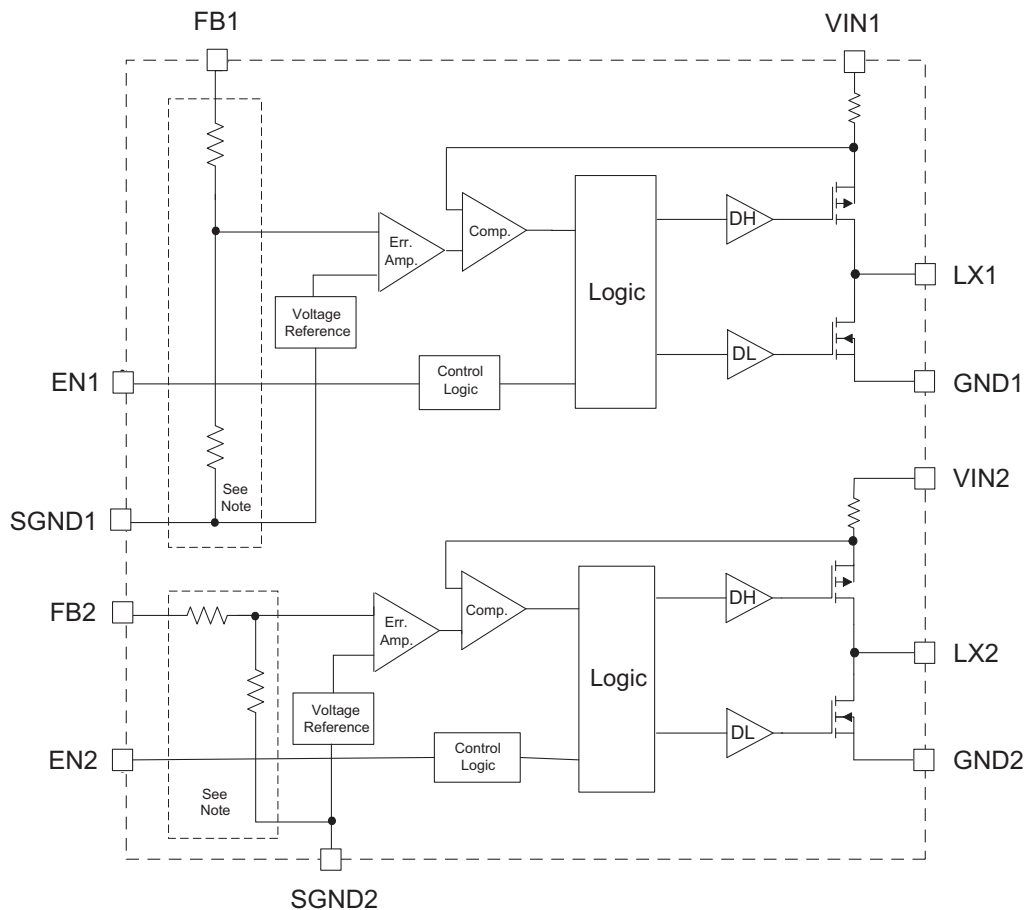 FB1
VIN1
DH
Comp.
Err.
Amp.
LX1
Logic
Voltage
Reference
DL
EN1
Control
Logic
GND1
VIN2
See
Note
SGND1
FB2
DH
Comp.
Err.
Amp.
LX2
Logic
Voltage
Reference
DL
EN2
Control
Logic
GND2
See
Note
SGND2